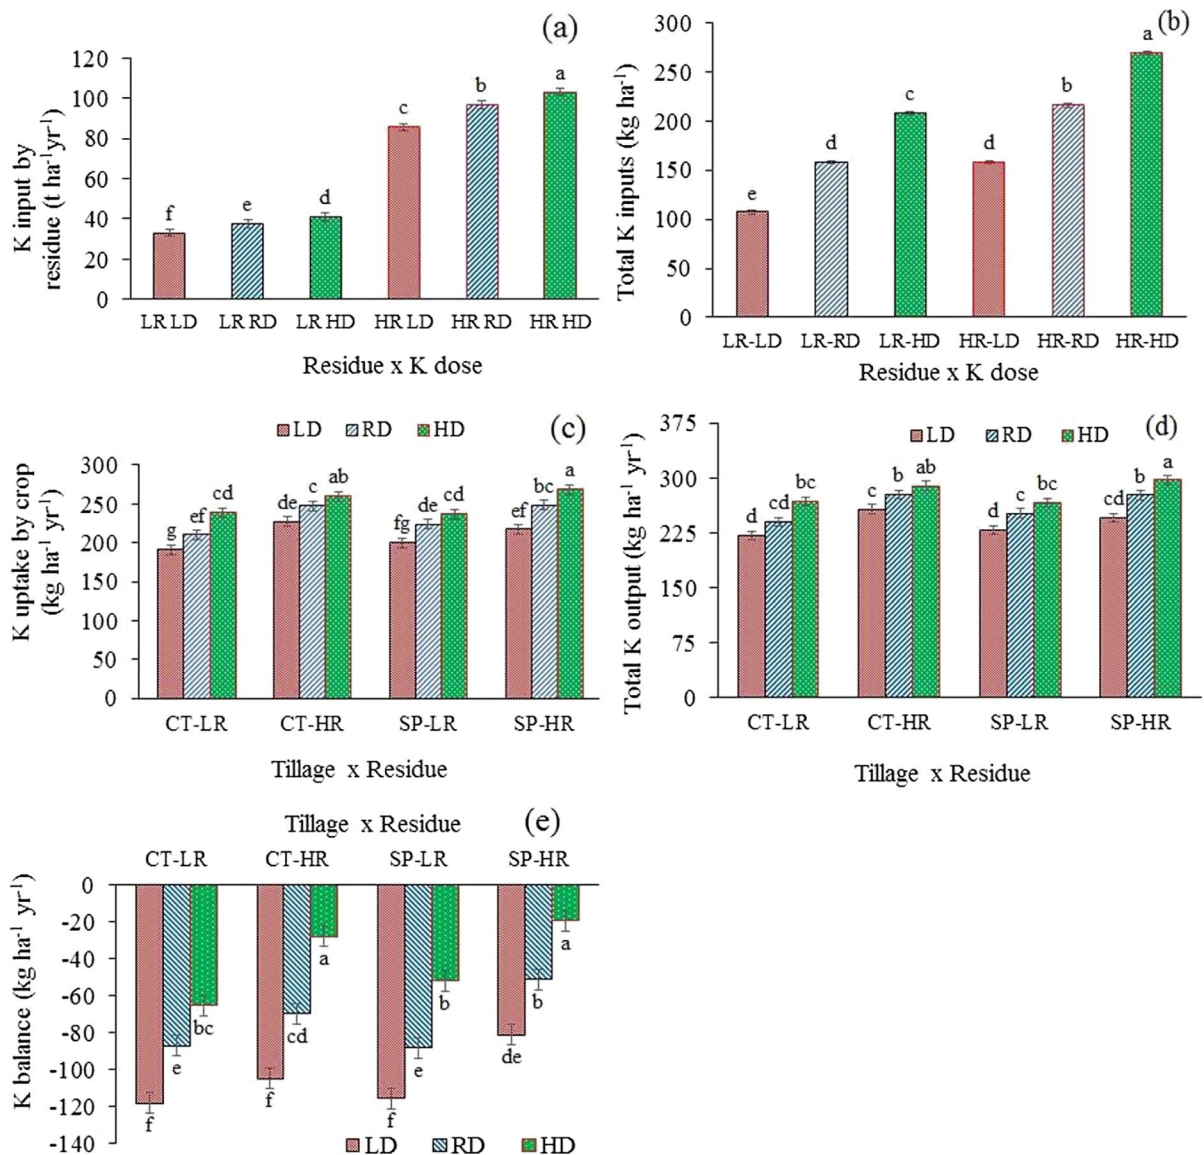 (a)
K input by
residue (t ha⁻¹yr⁻¹)
120
100
80
60
40
20
0
f
e
d
c
b
a
LR LD LR RD LR HD HR LD HR RD HR HD
Residue x K dose
(b)
Total K inputs (kg ha⁻¹)
300
250
200
150
100
50
0
e
d
c
d
b
a
LR-LD LR-RD LR-HD HR-LD HR-RD HR-HD
Residue x K dose
LD RD HD
(c)
K uptake by crop
(kg ha⁻¹ yr⁻¹)
300
250
200
150
100
50
0
g ef cd
de c ab
fg de cd
ef bc a
CT-LR CT-HR SP-LR SP-HR
Tillage x Residue
LD RD HD
(d)
Total K output (kg ha⁻¹ yr⁻¹)
375
300
225
150
75
0
d cd bc
c b ab
d c bc
cd b a
CT-LR CT-HR SP-LR SP-HR
Tillage x Residue
Tillage x Residue
(e)
CT-LR CT-HR SP-LR SP-HR
K balance (kg ha⁻¹ yr⁻¹)
0
-20
-40
-60
-80
-100
-120
-140
f e bc
f cd a
f e b
de b a
LD RD HD